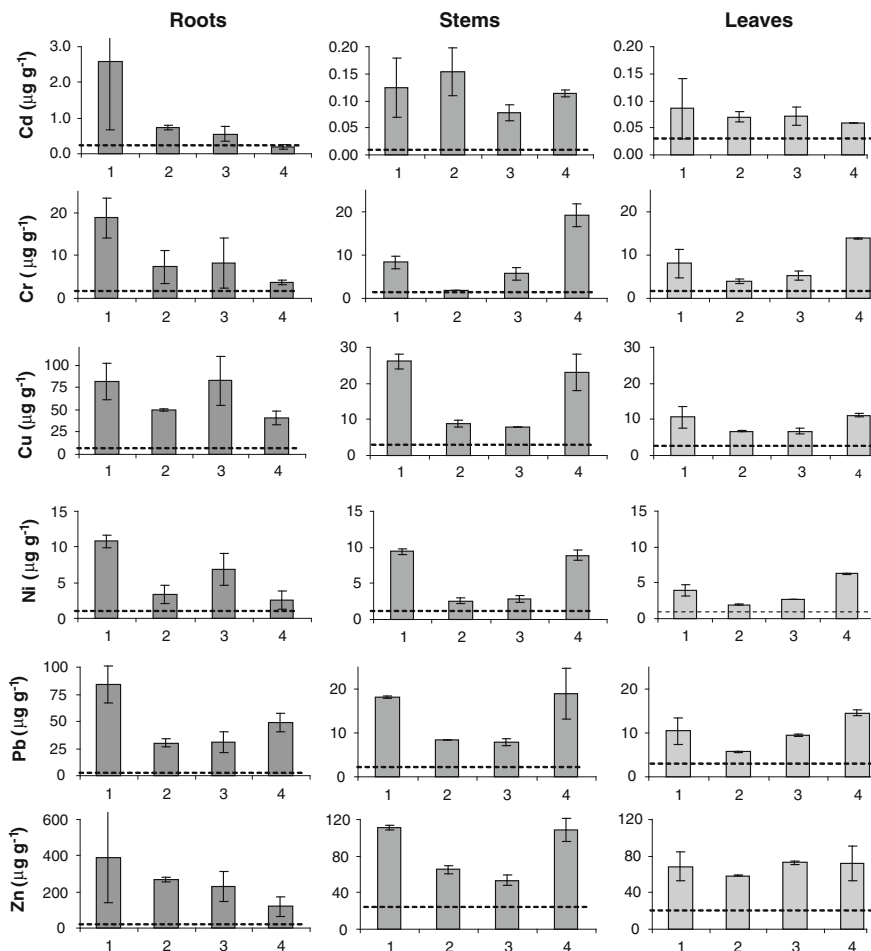 Roots Stems Leaves
Cd (µg g-1)
3.0 0.20 0.20
2.0 0.15 0.15
1.0 0.10 0.10
0.05 0.05
0.0 0.00 0.00
1 2 3 4 1 2 3 4 1 2 3 4
Cr ( µg g-1)
20 20 20
10 10 10
0 0 0
1 2 3 4 1 2 3 4 1 2 3 4
Cu (µg g-1)
100 30 30
75 20 20
50
25 10 10
0 0 0
1 2 3 4 1 2 3 4 1 2 3 4
Ni (µg g-1)
15 15 15
10 10 10
5 5 5
0 0 0
1 2 3 4 1 2 3 4 1 2 3 4
Pb (µg g-1)
100
75 20 20
50
25 10 10
0 0 0
1 2 3 4 1 2 3 4 1 2 3 4
Zn (µg g-1)
600 120 120
400 80 80
200 40 40
0 0 0
1 2 3 4 1 2 3 4 1 2 3 4